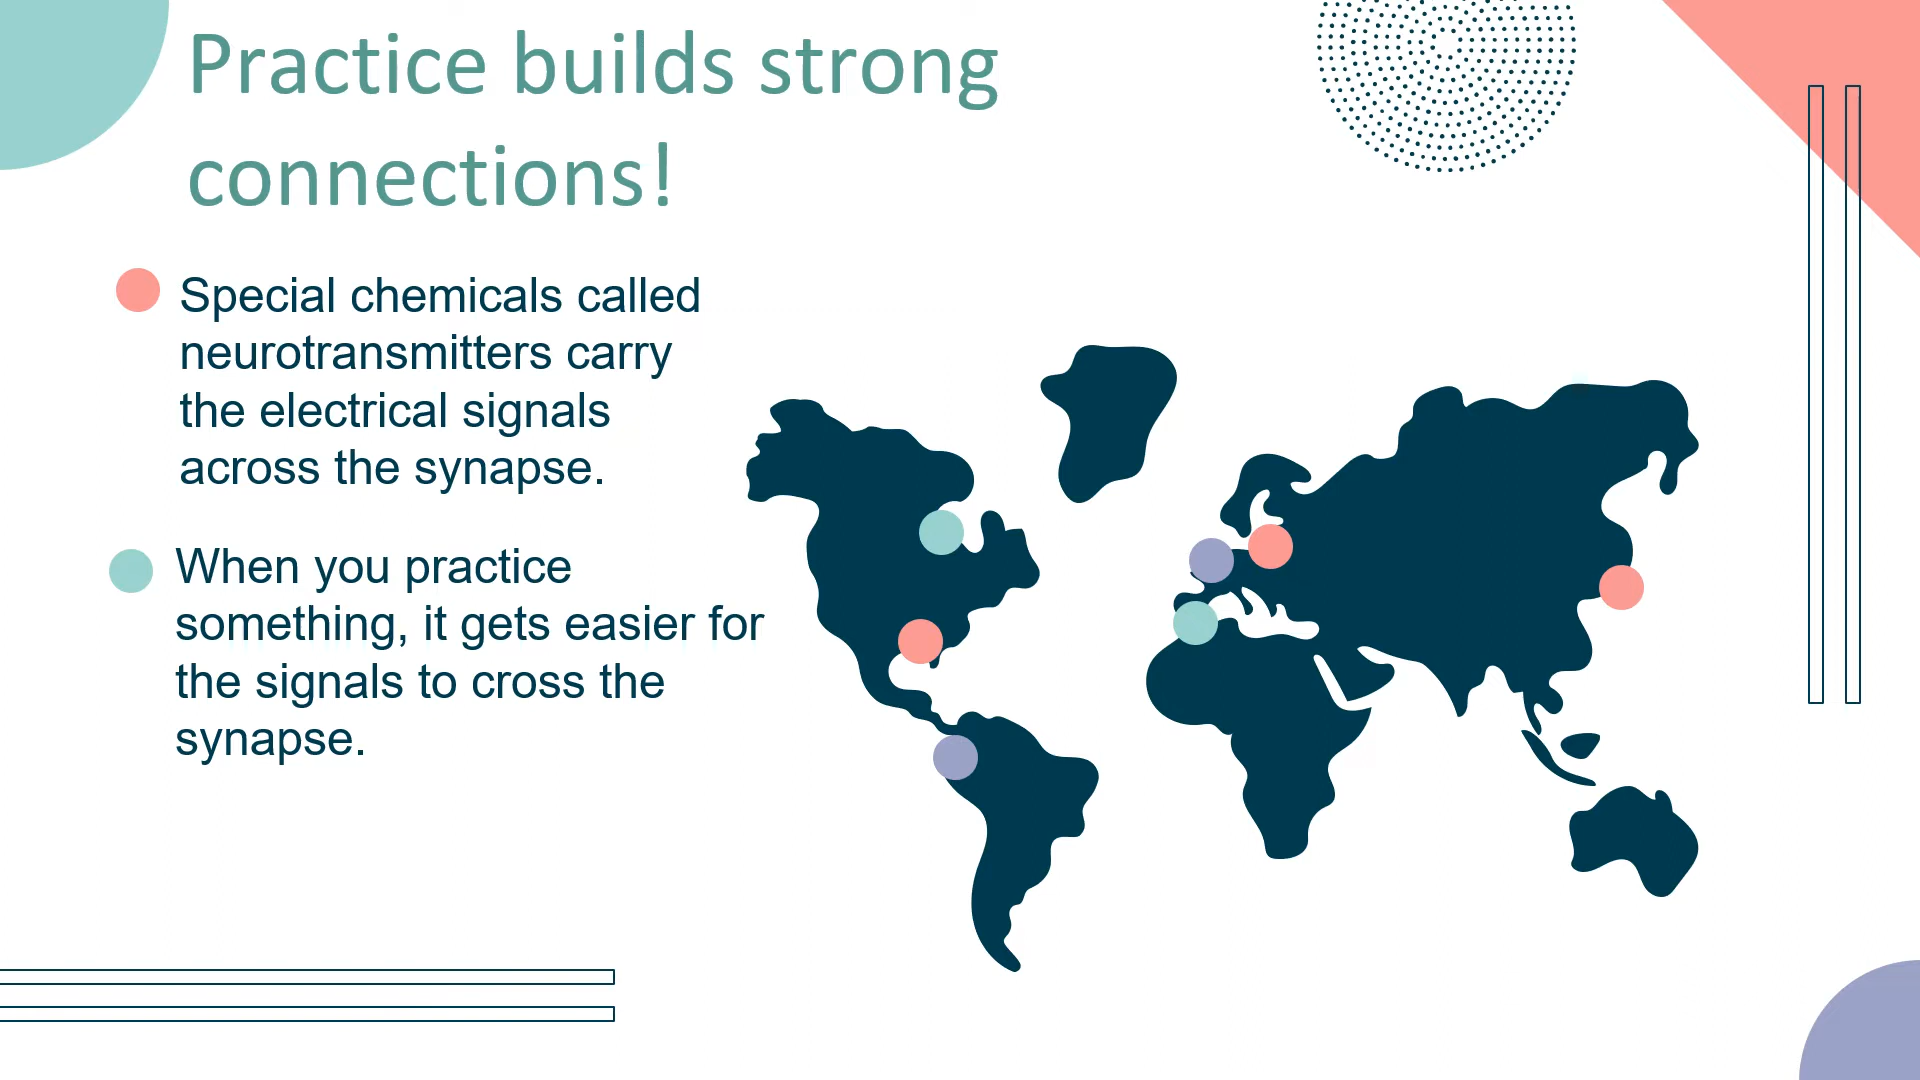 Practice builds strong
connections!
Special chemicals called
neurotransmitters carry
the electrical signals
across the synapse.
When you practice
something, it gets easier for
the signals to cross the
synapse.